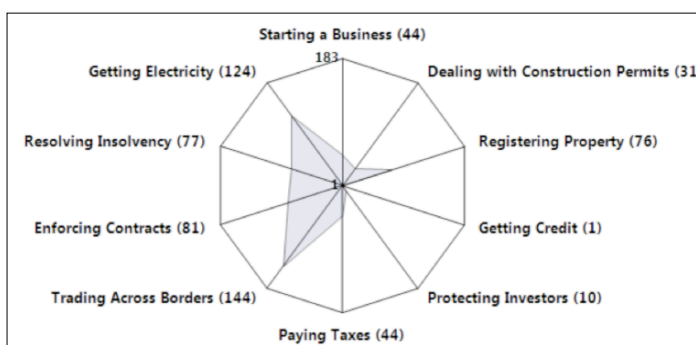 Starting a Business (44)
183
Getting Electricity (124)
Dealing with Construction Permits (31
Resolving Insolvency (77)
Registering Property (76)
1
Enforcing Contracts (81)
Getting Credit (1)
Trading Across Borders (144)
Protecting Investors (10)
Paying Taxes (44)